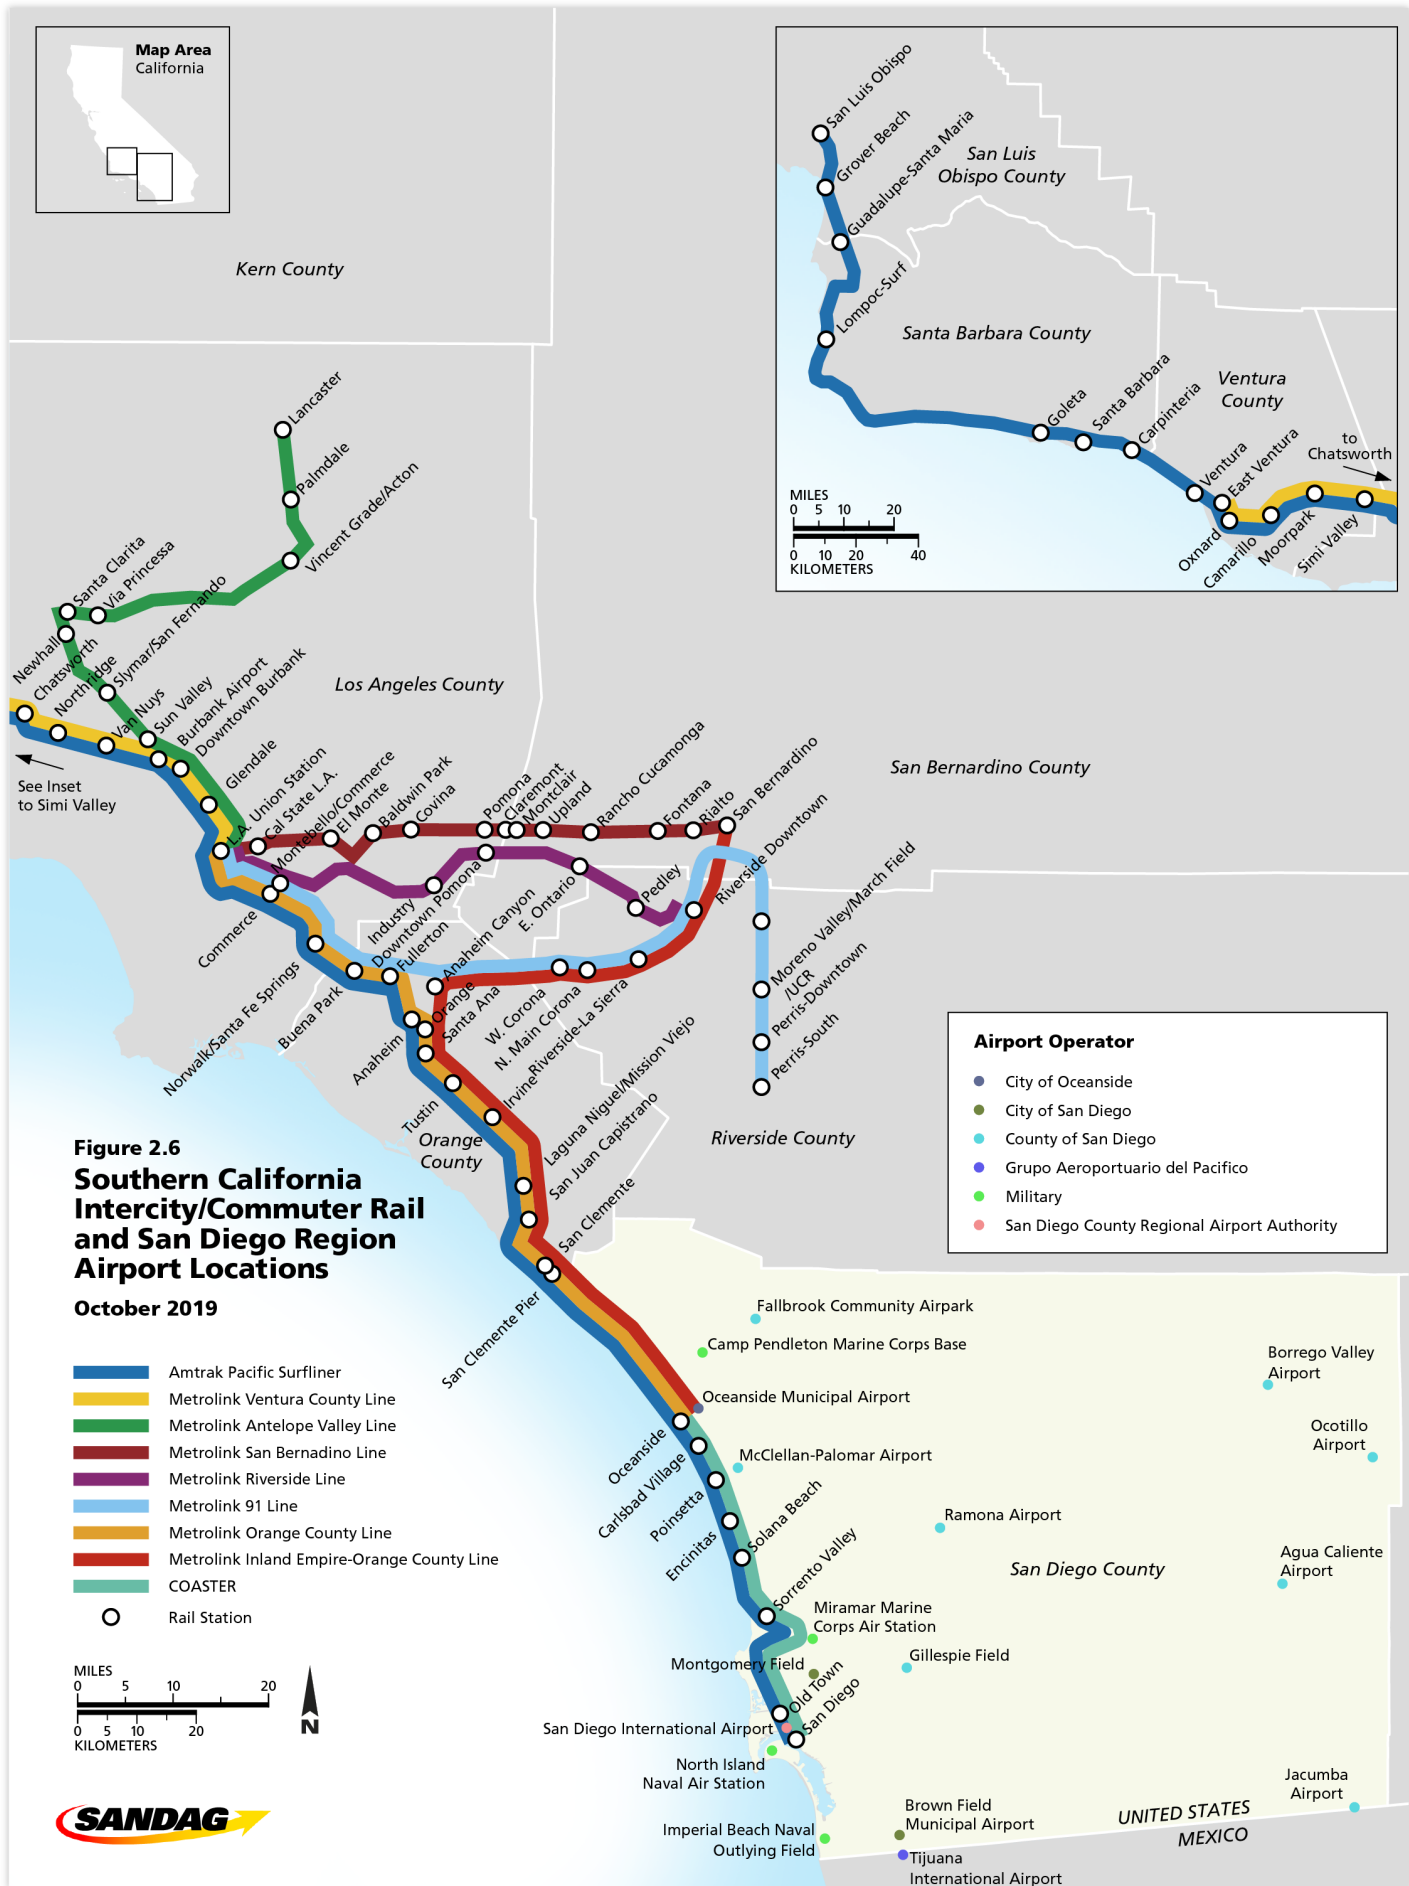 Map Area
California
San Luis Obispo
Grover Beach
Guadalupe-Santa Maria
San Luis
Obispo County
Lompoc-Surf
Santa Barbara County
Ventura
County
Goleta
Santa Barbara
Carpinteria
Ventura
East Ventura
to
Chatsworth
Oxnard
Camarillo
Moorpark
Simi Valley
MILES
0 5 10 20
0 10 20 40
KILOMETERS
Kern County
Lancaster
Palmdale
Vincent Grade/Acton
Santa Clarita
Via Princessa
Slymar/San Fernando
Newhall
Chatsworth
Northridge
Van Nuys
Sun Valley
Burbank Airport
Downtown Burbank
Glendale
See Inset
to Simi Valley
Los Angeles County
San Bernardino County
L.A. Union Station
Cal State L.A.
Montebello/Commerce
El Monte
Baldwin Park
Covina
Pomona
Claremont
Montclair
Upland
Rancho Cucamonga
Fontana
Rialto
San Bernardino
Riverside Downtown
Pedley
E. Ontario
Downtown Pomona
Industry
Commerce
Norwalk/Santa Fe Springs
Buena Park
Fullerton
Anaheim Canyon
Orange
Santa Ana
Anaheim
Tustin
W. Corona
N. Main Corona
Riverside-La Sierra
Moreno Valley/March Field
/UCR
Perris-Downtown
Perris-South
Irvine
Laguna Niguel/Mission Viejo
San Juan Capistrano
San Clemente
San Clemente Pier
Orange
County
Riverside County
Airport Operator
City of Oceanside
City of San Diego
County of San Diego
Grupo Aeroportuario del Pacifico
Military
San Diego County Regional Airport Authority
Figure 2.6
Southern California
Intercity/Commuter Rail
and San Diego Region
Airport Locations
October 2019
Amtrak Pacific Surfliner
Metrolink Ventura County Line
Metrolink Antelope Valley Line
Metrolink San Bernadino Line
Metrolink Riverside Line
Metrolink 91 Line
Metrolink Orange County Line
Metrolink Inland Empire-Orange County Line
COASTER
Rail Station
MILES
0 5 10 20
0 5 10 20
KILOMETERS
N
SANDAG
Fallbrook Community Airpark
Camp Pendleton Marine Corps Base
Oceanside Municipal Airport
Borrego Valley
Airport
Ocotillo
Airport
Oceanside
Carlsbad Village
McClellan-Palomar Airport
Poinsetta
Encinitas
Solana Beach
Sorrento Valley
Ramona Airport
San Diego County
Agua Caliente
Airport
Miramar Marine
Corps Air Station
Montgomery Field
Gillespie Field
Old Town
San Diego
San Diego International Airport
North Island
Naval Air Station
Jacumba
Airport
Imperial Beach Naval
Outlying Field
Brown Field
Municipal Airport
UNITED STATES
MEXICO
Tijuana
International Airport